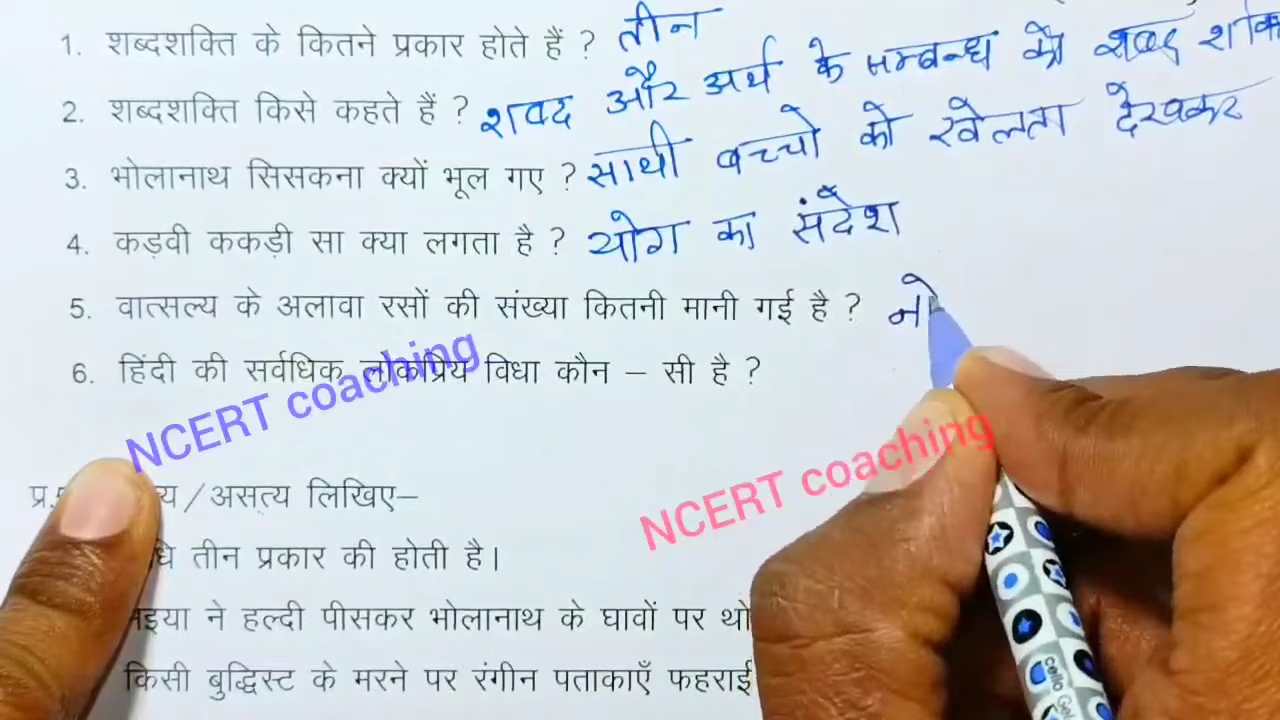 1. शब्दशक्ति के कितने प्रकार होते हैं ? तीन
2. शब्दशक्ति किसे कहते हैं ? शब्द और अर्थ के सम्बन्ध को शब्द
3. भोलानाथ सिसकना क्यों भूल गए ? साथी बच्चो को खेलता देखकर
4. कड़वी ककड़ी सा क्या लगता है ? योग का संदेश
5. वात्सल्य के अलावा रसों की संख्या कितनी मानी गई है ?
6. हिंदी की सर्वधिक लोकप्रिय विधा कौन – सी है ?
NCERT coaching
NCERT coaching
/असत्य लिखिए–
तीन प्रकार की होती है।
ने हल्दी पीसकर भोलानाथ के घावों पर
किसी बुद्धिस्ट के मरने पर रंगीन पताकाएँ फहराई
cello